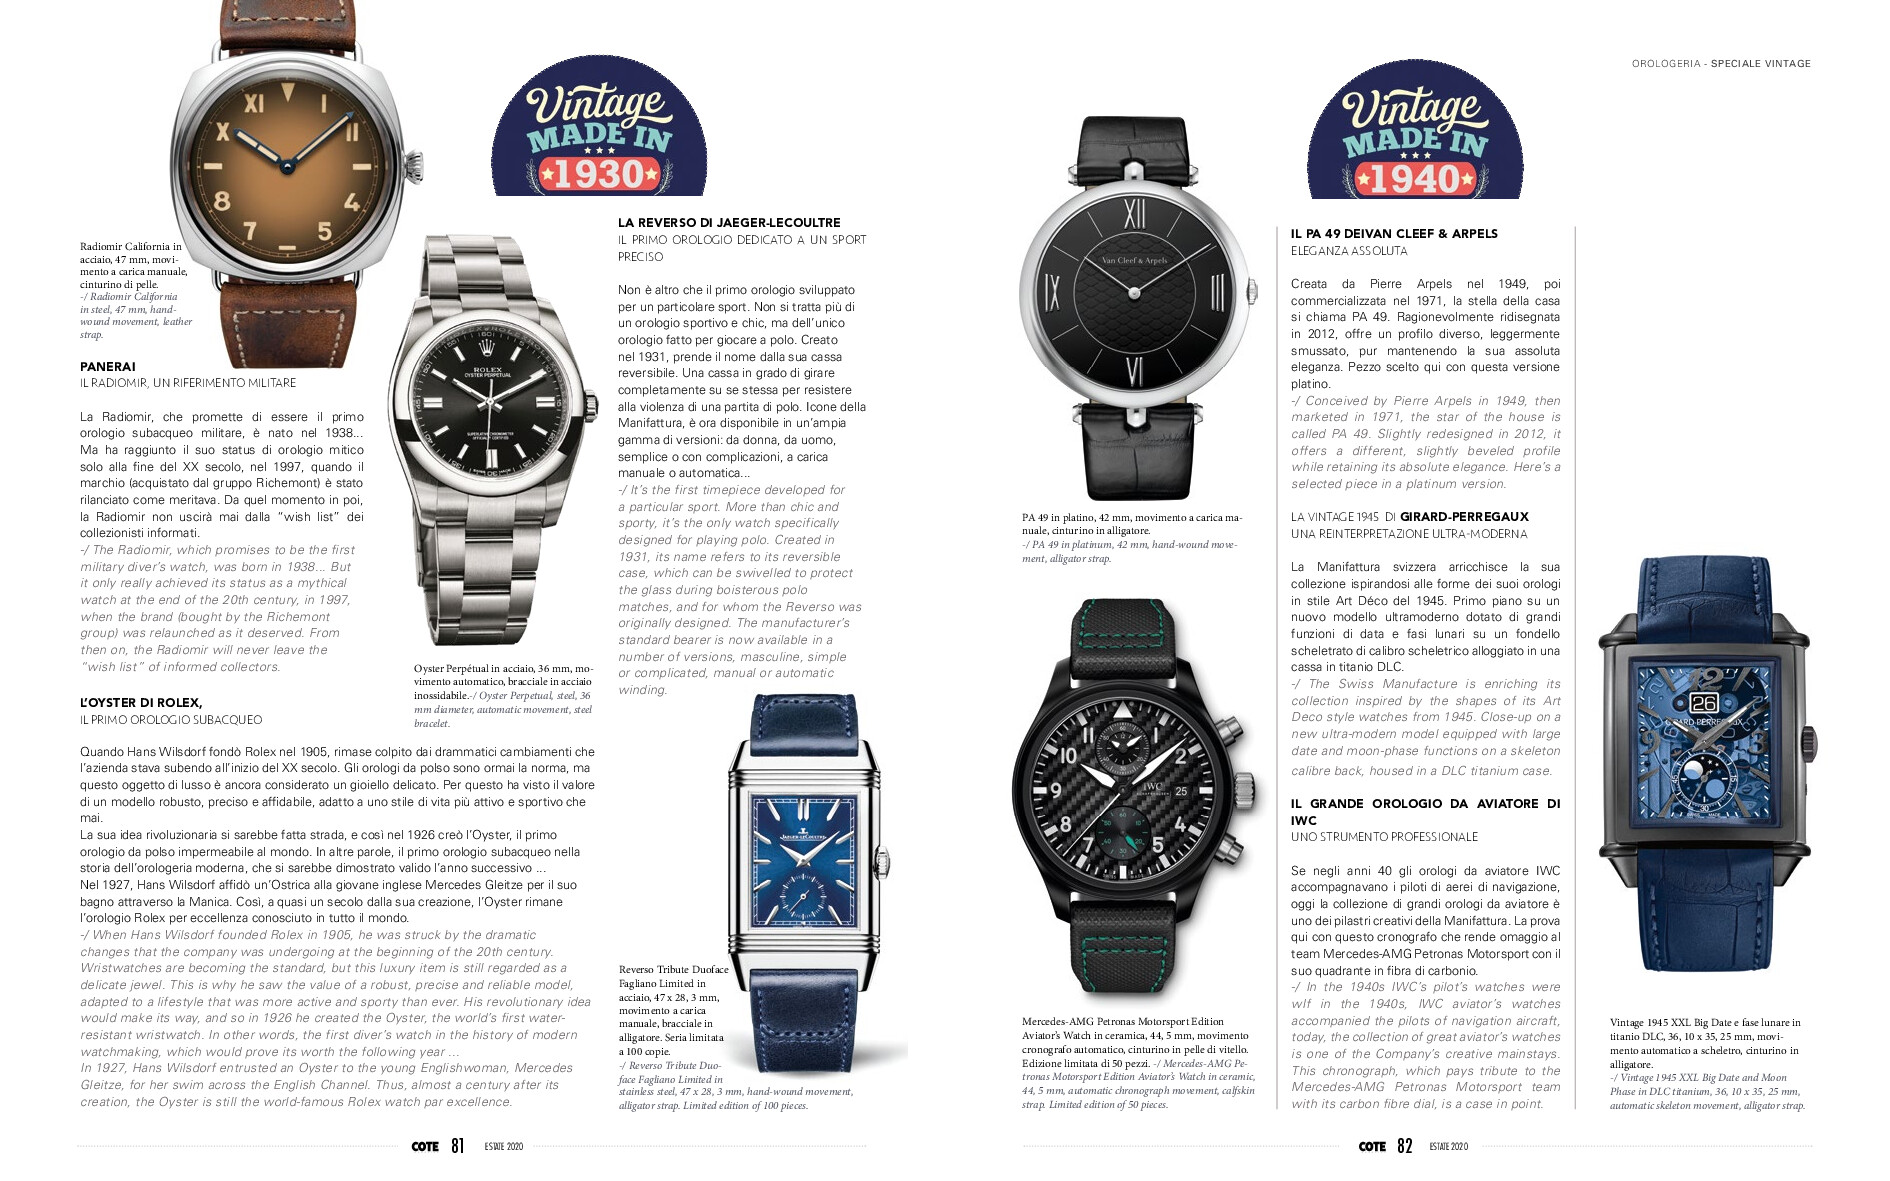 Vintage
MADE IN
1930
Radiomir California in
acciaio, 47 mm, movi-
mento a carica manuale,
cinturino di pelle.
-/ Radiomir California
in steel, 47 mm, hand-
wound movement, leather
strap.
PANERAI
IL RADIOMIR, UN RIFERIMENTO MILITARE
La Radiomir, che promette di essere il primo
orologio subacqueo militare, è nato nel 1938...
Ma ha raggiunto il suo status di orologio mitico
solo alla fine del XX secolo, nel 1997, quando il
marchio (acquistato dal gruppo Richemont) è stato
rilanciato come meritava. Da quel momento in poi,
la Radiomir non uscirà mai dalla “wish list” dei
collezionisti informati.
-/ The Radiomir, which promises to be the first
military diver’s watch, was born in 1938... But
it only really achieved its status as a mythical
watch at the end of the 20th century, in 1997,
when the brand (bought by the Richemont
group) was relaunched as it deserved. From
then on, the Radiomir will never leave the
“wish list” of informed collectors.
L’OYSTER DI ROLEX,
IL PRIMO OROLOGIO SUBACQUEO
Quando Hans Wilsdorf fondò Rolex nel 1905, rimase colpito dai drammatici cambiamenti che
l’azienda stava subendo all’inizio del XX secolo. Gli orologi da polso sono ormai la norma, ma
questo oggetto di lusso è ancora considerato un gioiello delicato. Per questo ha visto il valore
di un modello robusto, preciso e affidabile, adatto a uno stile di vita più attivo e sportivo che
mai.
La sua idea rivoluzionaria si sarebbe fatta strada, e così nel 1926 creò l’Oyster, il primo
orologio da polso impermeabile al mondo. In altre parole, il primo orologio subacqueo nella
storia dell’orologeria moderna, che si sarebbe dimostrato valido l’anno successivo ...
Nel 1927, Hans Wilsdorf affidò un’Ostrica alla giovane inglese Mercedes Gleitze per il suo
bagno attraverso la Manica. Così, a quasi un secolo dalla sua creazione, l’Oyster rimane
l’orologio Rolex per eccellenza conosciuto in tutto il mondo.
-/ When Hans Wilsdorf founded Rolex in 1905, he was struck by the dramatic
changes that the company was undergoing at the beginning of the 20th century.
Wristwatches are becoming the standard, but this luxury item is still regarded as a
delicate jewel. This is why he saw the value of a robust, precise and reliable model,
adapted to a lifestyle that was more active and sporty than ever. His revolutionary idea
would make its way, and so in 1926 he created the Oyster, the world’s first water-
resistant wristwatch. In other words, the first diver’s watch in the history of modern
watchmaking, which would prove its worth the following year ...
In 1927, Hans Wilsdorf entrusted an Oyster to the young Englishwoman, Mercedes
Gleitze, for her swim across the English Channel. Thus, almost a century after its
creation, the Oyster is still the world-famous Rolex watch par excellence.
ROLEX
OYSTER PERPETUAL
Oyster Perpétual in acciaio, 36 mm, mo-
vimento automatico, bracciale in acciaio
inossidabile.-/ Oyster Perpetual, steel, 36
mm diameter, automatic movement, steel
bracelet.
LA REVERSO DI JAEGER-LECOULTRE
IL PRIMO OROLOGIO DEDICATO A UN SPORT
PRECISO
Non è altro che il primo orologio sviluppato
per un particolare sport. Non si tratta più di
un orologio sportivo e chic, ma dell’unico
orologio fatto per giocare a polo. Creato
nel 1931, prende il nome dalla sua cassa
reversibile. Una cassa in grado di girare
completamente su se stessa per resistere
alla violenza di una partita di polo. Icone della
Manifattura, è ora disponibile in un’ampia
gamma di versioni: da donna, da uomo,
semplice o con complicazioni, a carica
manuale o automatica...
-/ It’s the first timepiece developed for
a particular sport. More than chic and
sporty, it’s the only watch specifically
designed for playing polo. Created in
1931, its name refers to its reversible
case, which can be swivelled to protect
the glass during boisterous polo
matches, and for whom the Reverso was
originally designed. The manufacturer’s
standard bearer is now available in a
number of versions, masculine, simple
or complicated, manual or automatic
winding.
JAEGER-LECOULTRE
Reverso Tribute Duoface
Fagliano Limited in
acciaio, 47 x 28, 3 mm,
movimento a carica
manuale, bracciale in
alligatore. Seria limitata
a 100 copie.
-/ Reverso Tribute Duo-
face Fagliano Limited in
stainless steel, 47 x 28, 3 mm, hand-wound movement,
alligator strap. Limited edition of 100 pieces.
COTE 81 ESTATE 2020
OROLOGERIA - SPECIALE VINTAGE
Vintage
MADE IN
1940
Van Cleef & Arpels
PA 49 in platino, 42 mm, movimento a carica ma-
nuale, cinturino in alligatore.
-/ PA 49 in platinum, 42 mm, hand-wound move-
ment, alligator strap.
IWC
25
Mercedes-AMG Petronas Motorsport Edition
Aviator’s Watch in ceramica, 44, 5 mm, movimento
cronografo automatico, cinturino in pelle di vitello.
Edizione limitata di 50 pezzi. -/ Mercedes-AMG Pe-
tronas Motorsport Edition Aviator’s Watch in ceramic,
44, 5 mm, automatic chronograph movement, calfskin
strap. Limited edition of 50 pieces.
IL PA 49 DEIVAN CLEEF & ARPELS
ELEGANZA ASSOLUTA
Creata da Pierre Arpels nel 1949, poi
commercializzata nel 1971, la stella della casa
si chiama PA 49. Ragionevolmente ridisegnata
in 2012, offre un profilo diverso, leggermente
smussato, pur mantenendo la sua assoluta
eleganza. Pezzo scelto qui con questa versione
platino.
-/ Conceived by Pierre Arpels in 1949, then
marketed in 1971, the star of the house is
called PA 49. Slightly redesigned in 2012, it
offers a different, slightly beveled profile
while retaining its absolute elegance. Here’s a
selected piece in a platinum version.
LA VINTAGE 1945 DI GIRARD-PERREGAUX
UNA REINTERPRETAZIONE ULTRA-MODERNA
La Manifattura svizzera arricchisce la sua
collezione ispirandosi alle forme dei suoi orologi
in stile Art Déco del 1945. Primo piano su un
nuovo modello ultramoderno dotato di grandi
funzioni di data e fasi lunari su un fondello
scheletrato di calibro scheletrico alloggiato in una
cassa in titanio DLC.
-/ The Swiss Manufacture is enriching its
collection inspired by the shapes of its Art
Deco style watches from 1945. Close-up on a
new ultra-modern model equipped with large
date and moon-phase functions on a skeleton
calibre back, housed in a DLC titanium case.
IL GRANDE OROLOGIO DA AVIATORE DI
IWC
UNO STRUMENTO PROFESSIONALE
Se negli anni 40 gli orologi da aviatore IWC
accompagnavano i piloti di aerei di navigazione,
oggi la collezione di grandi orologi da aviatore è
uno dei pilastri creativi della Manifattura. La prova
qui con questo cronografo che rende omaggio al
team Mercedes-AMG Petronas Motorsport con il
suo quadrante in fibra di carbonio.
-/ In the 1940s IWC’s pilot’s watches were
wIf in the 1940s, IWC aviator’s watches
accompanied the pilots of navigation aircraft,
today, the collection of great aviator’s watches
is one of the Company’s creative mainstays.
This chronograph, which pays tribute to the
Mercedes-AMG Petronas Motorsport team
with its carbon fibre dial, is a case in point.
26
GIRARD-PERREGAUX
Vintage 1945 XXL Big Date e fase lunare in
titanio DLC, 36, 10 x 35, 25 mm, movi-
mento automatico a scheletro, cinturino in
alligatore.
-/ Vintage 1945 XXL Big Date and Moon
Phase in DLC titanium, 36, 10 x 35, 25 mm,
automatic skeleton movement, alligator strap.
COTE 82 ESTATE 2020